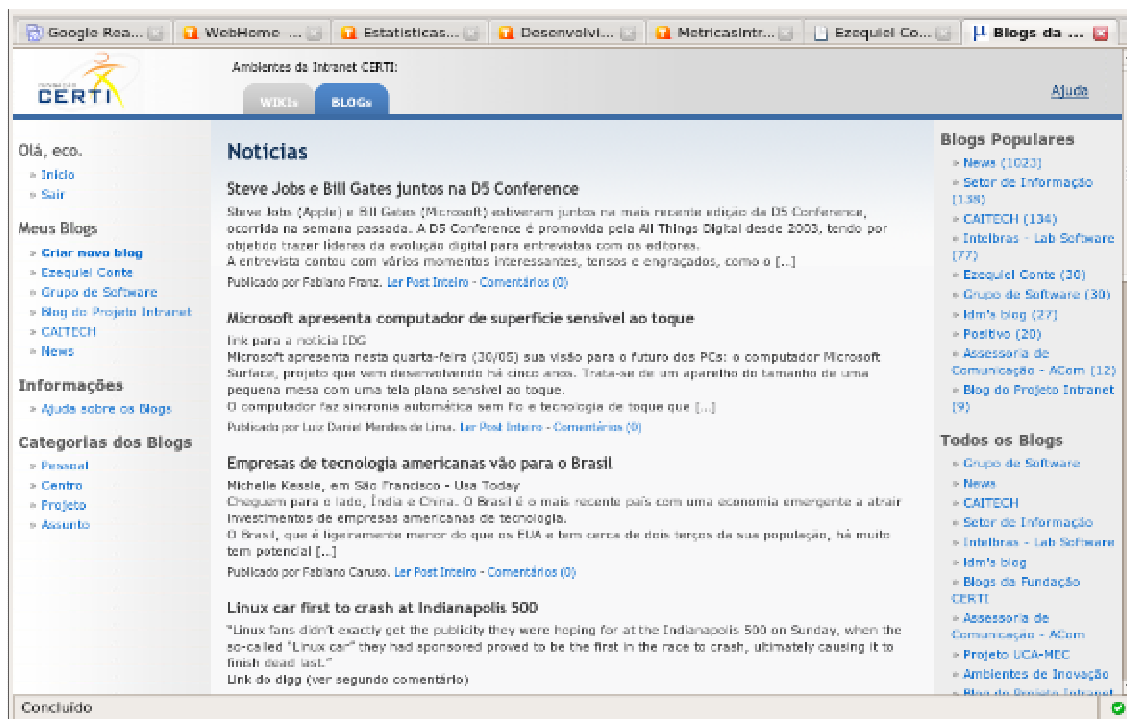 Google Rea...
WebHome ...
Estatisticas...
Desenvolvi...
MetricasIntr...
Ezequiel Co...
Blogs da ...
CERTI
Ambientes da Intranet CERTI:
WIKIs
BLOGs
Ajuda
Olá, eco.
» Início
» Sair
Meus Blogs
» Criar novo blog
» Ezequiel Conte
» Grupo de Software
» Blog do Projeto Intranet
» CAITECH
» News
Informações
» Ajuda sobre os Blogs
Categorias dos Blogs
» Pessoal
» Centro
» Projeto
» Assunto
Notícias
Steve Jobs e Bill Gates juntos na D5 Conference
Steve Jobs (Apple) e Bill Gates (Microsoft) estiveram juntos na mais recente edição da D5 Conference,
ocorrida na semana passada. A D5 Conference é promovida pela All Things Digital desde 2003, tendo por
objetido trazer líderes da evolução digital para entrevistas com os editores.
A entrevista contou com vários momentos interessantes, tensos e engraçados, como o [...]
Publicado por Fabiano Franz. Ler Post Inteiro - Comentários (0)
Microsoft apresenta computador de superfície sensível ao toque
link para a notícia IDG
Microsoft apresenta nesta quarta-feira (30/05) sua visão para o futuro dos PCs: o computador Microsoft
Surface, projeto que vem desenvolvendo há cinco anos. Trata-se de um aparelho do tamanho de uma
pequena mesa com uma tela plana sensível ao toque.
O computador faz sincronia automática sem fio e tecnologia de toque que [...]
Publicado por Luiz Daniel Mendes de Lima. Ler Post Inteiro - Comentários (0)
Empresas de tecnologia americanas vão para o Brasil
Michelle Kessle, em São Francisco - Usa Today
Cheguem para o lado, Índia e China. O Brasil é o mais recente país com uma economia emergente a atrair
investimentos de empresas americanas de tecnologia.
O Brasil, que é ligeiramente menor do que os EUA e tem cerca de dois terços da sua população, há muito
tem potencial [...]
Publicado por Fabiano Caruso. Ler Post Inteiro - Comentários (0)
Linux car first to crash at Indianapolis 500
"Linux fans didn't exactly get the publicity they were hoping for at the Indianapolis 500 on Sunday, when the
so-called "Linux car" they had sponsored proved to be the first in the race to crash, ultimately causing it to
finish dead last."
Link do digg (ver segundo comentário)
Blogs Populares
» News (1023)
» Setor de Informação
(138)
» CAITECH (134)
» Intelbras - Lab Software
(77)
» Ezequiel Conte (30)
» Grupo de Software (30)
» ldm's blog (27)
» Positivo (20)
» Assessoria de
Comunicação - ACom (12)
» Blog do Projeto Intranet
(9)
Todos os Blogs
» Grupo de Software
» News
» CAITECH
» Setor de Informação
» Intelbras - Lab Software
» ldm's blog
» Blogs da Fundação
CERTI
» Assessoria de
Comunicação - ACom
» Projeto UCA-MEC
» Ambientes de Inovação
» Blog do Projeto Intranet
Concluído